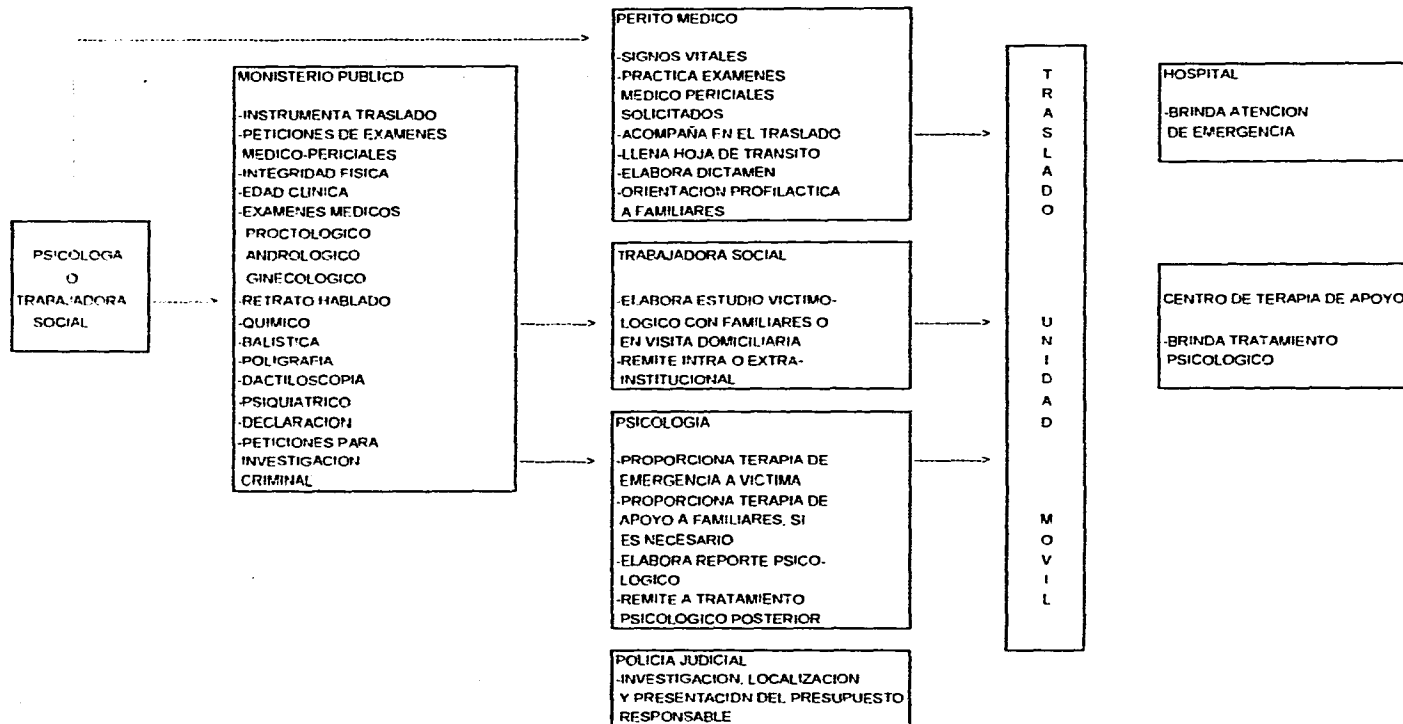 PSICOLOGA
O
TRABAJADORA
SOCIAL
MONISTERIO PUBLICO
-INSTRUMENTA TRASLADO
-PETICIONES DE EXAMENES
MEDICO-PERICIALES
-INTEGRIDAD FISICA
-EDAD CLINICA
-EXAMENES MEDICOS
PROCTOLOGICO
ANDROLOGICO
GINECOLOGICO
-RETRATO HABLADO
-QUIMICO
-BALISTICA
-POLIGRAFIA
-DACTILOSCOPIA
-PSIQUIATRICO
-DECLARACION
-PETICIONES PARA
INVESTIGACION
CRIMINAL
PERITO MEDICO
-SIGNOS VITALES
-PRACTICA EXAMENES
MEDICO PERICIALES
SOLICITADOS
-ACOMPAÑA EN EL TRASLADO
-LLENA HOJA DE TRANSITO
-ELABORA DICTAMEN
-ORIENTACION PROFILACTICA
A FAMILIARES
TRABAJADORA SOCIAL
-ELABORA ESTUDIO VICTIMO-
LOGICO CON FAMILIARES O
EN VISITA DOMICILIARIA
-REMITE INTRA O EXTRA-
INSTITUCIONAL
PSICOLOGIA
-PROPORCIONA TERAPIA DE
EMERGENCIA A VICTIMA
-PROPORCIONA TERAPIA DE
APOYO A FAMILIARES, SI
ES NECESARIO
-ELABORA REPORTE PSICO-
LOGICO
-REMITE A TRATAMIENTO
PSICOLOGICO POSTERIOR
POLICIA JUDICIAL
-INVESTIGACION, LOCALIZACION
Y PRESENTACION DEL PRESUPUESTO
RESPONSABLE
TRASLADO
UNIDAD
MOVIL
HOSPITAL
-BRINDA ATENCION
DE EMERGENCIA
CENTRO DE TERAPIA DE APOYO
-BRINDA TRATAMIENTO
PSICOLOGICO